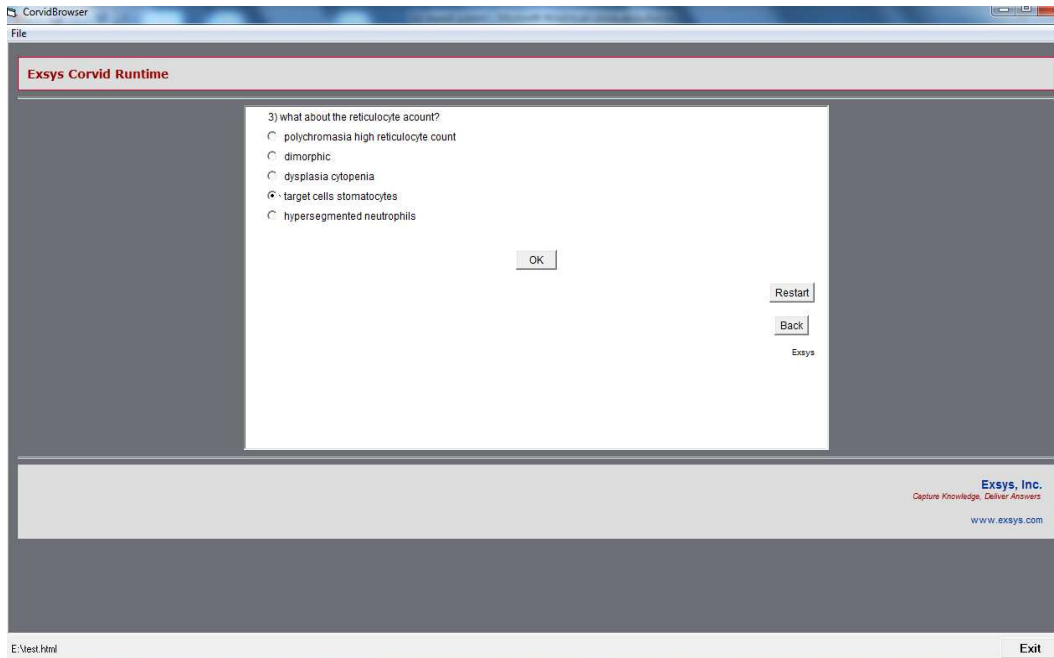 CorvidBrowser
File
Exsys Corvid Runtime
3) what about the reticulocyte acount?
polychromasia high reticulocyte count
dimorphic
dysplasia cytopenia
target cells stomatocytes
hypersegmented neutrophils
OK
Restart
Back
Exsys
Exsys, Inc.
Capture Knowledge, Deliver Answers
www.exsys.com
E:\test.html Exit